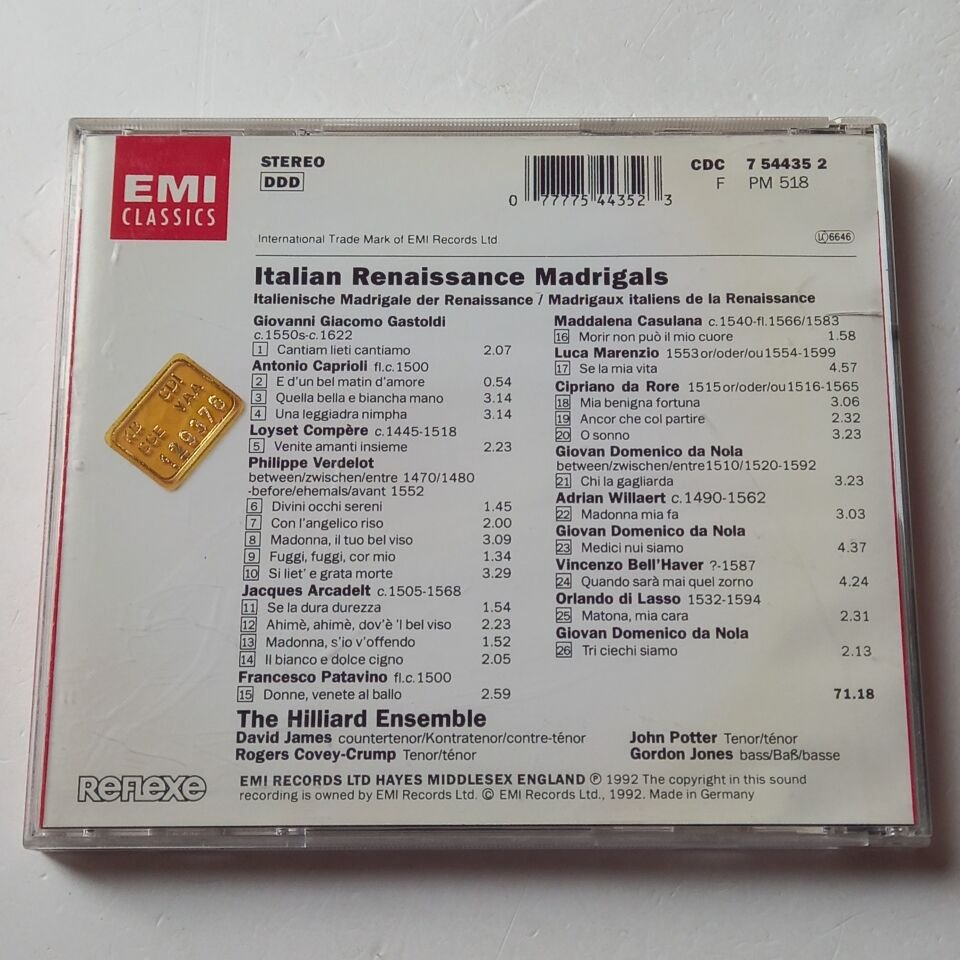 EMI
CLASSICS
STEREO
DDD
0 77775 44352 3
CDC 7 54435 2
F PM 518
International Trade Mark of EMI Records Ltd
6646
Italian Renaissance Madrigals
Italienische Madrigale der Renaissance / Madrigaux italiens de la Renaissance
Giovanni Giacomo Gastoldi
c.1550s-c.1622
1 Cantiam lieti cantiamo 2.07
Antonio Caprioli fl.c.1500
2 E d'un bel matin d'amore 0.54
3 Quella bella e biancha mano 3.14
4 Una leggiadra nimpha 3.14
Loyset Compère c.1445-1518
5 Venite amanti insieme 2.23
Philippe Verdelot
between/zwischen/entre 1470/1480
-before/ehemals/avant 1552
6 Divini occhi sereni 1.45
7 Con l'angelico riso 2.00
8 Madonna, il tuo bel viso 3.09
9 Fuggi, fuggi, cor mio 1.34
10 Si liet' e grata morte 3.29
Jacques Arcadelt c.1505-1568
11 Se la dura durezza 1.54
12 Ahimè, ahimè, dov'è 'l bel viso 2.23
13 Madonna, s'io v'offendo 1.52
14 Il bianco e dolce cigno 2.05
Francesco Patavino fl.c.1500
15 Donne, venete al ballo 2.59
Maddalena Casulana c.1540-fl.1566/1583
16 Morir non può il mio cuore 1.58
Luca Marenzio 1553or/oder/ou1554-1599
17 Se la mia vita 4.57
Cipriano da Rore 1515or/oder/ou1516-1565
18 Mia benigna fortuna 3.06
19 Ancor che col partire 2.32
20 O sonno 3.23
Giovan Domenico da Nola
between/zwischen/entre1510/1520-1592
21 Chi la gagliarda 3.23
Adrian Willaert c.1490-1562
22 Madonna mia fa 3.03
Giovan Domenico da Nola
23 Medici nui siamo 4.37
Vincenzo Bell'Haver ?-1587
24 Quando sarà mai quel zorno 4.24
Orlando di Lasso 1532-1594
25 Matona, mia cara 2.31
Giovan Domenico da Nola
26 Tri ciechi siamo 2.13
71.18
The Hilliard Ensemble
David James countertenor/Kontratenor/contre-ténor
Rogers Covey-Crump Tenor/ténor
John Potter Tenor/ténor
Gordon Jones bass/Baß/basse
REFLEXE
EMI RECORDS LTD HAYES MIDDLESEX ENGLAND ℗ 1992 The copyright in this sound
recording is owned by EMI Records Ltd. © EMI Records Ltd., 1992. Made in Germany